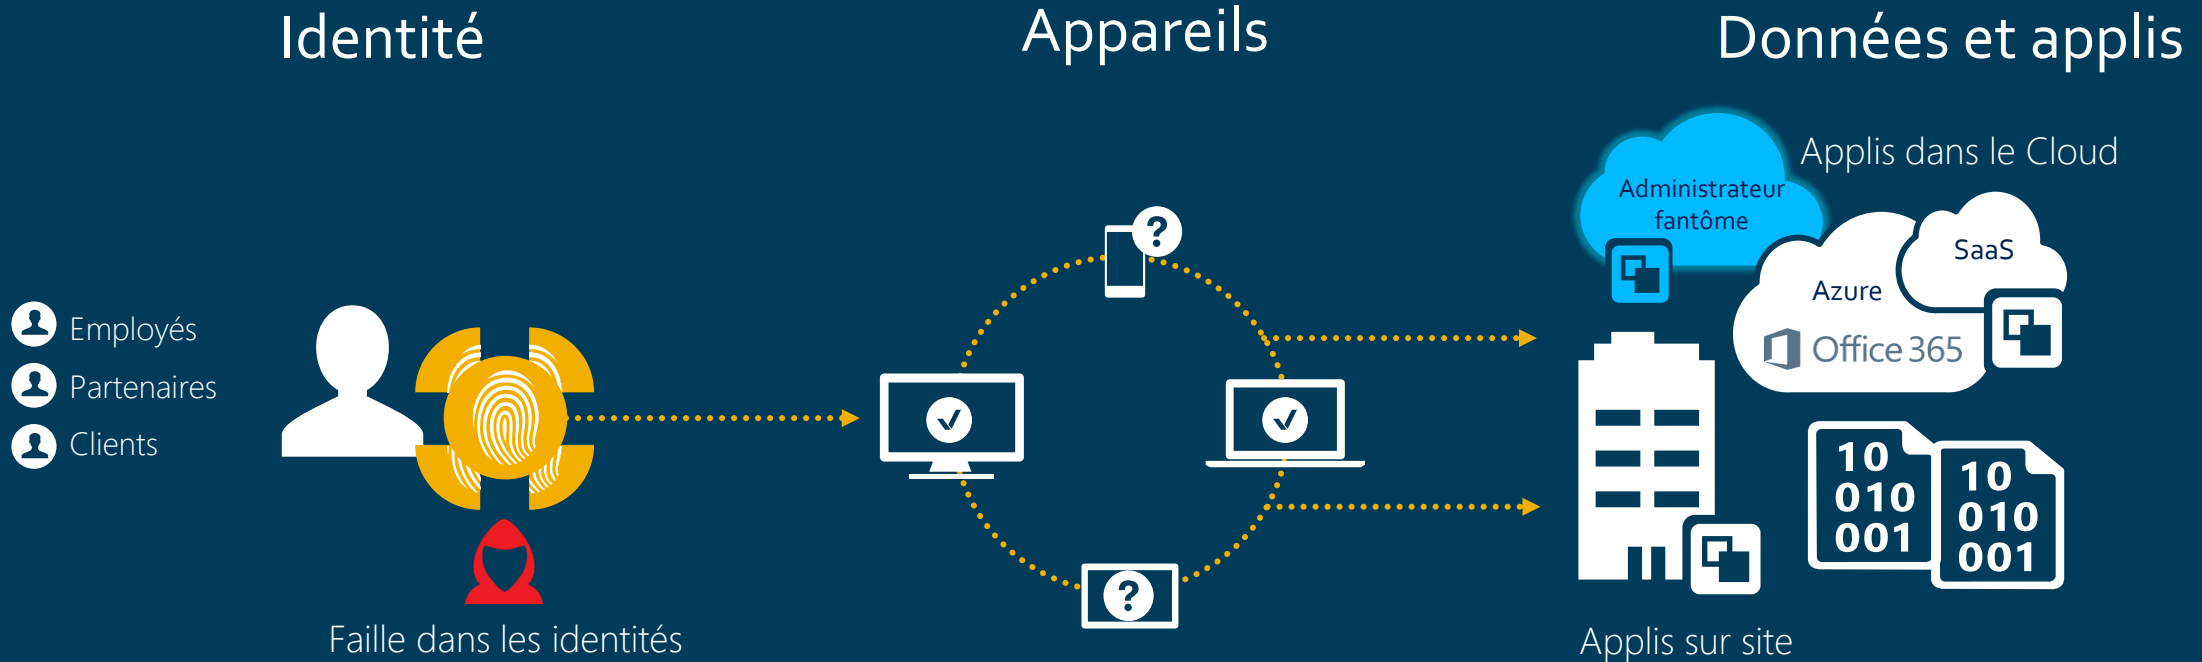 Identité
Appareils
Données et applis
Employés
Partenaires
Clients
Faille dans les identités
?
?
Applis dans le Cloud
Administrateur
fantôme
SaaS
Azure
Office 365
10
010
001
10
010
001
Applis sur site